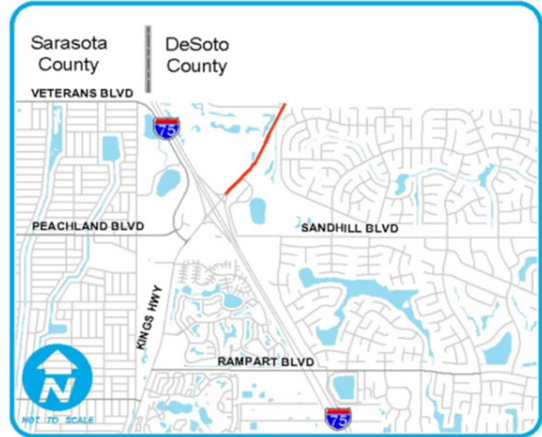 Sarasota
County
DeSoto
County
VETERANS BLVD
75
PEACHLAND BLVD
SANDHILL BLVD
KINGS HWY
RAMPART BLVD
N
NOT TO SCALE
75